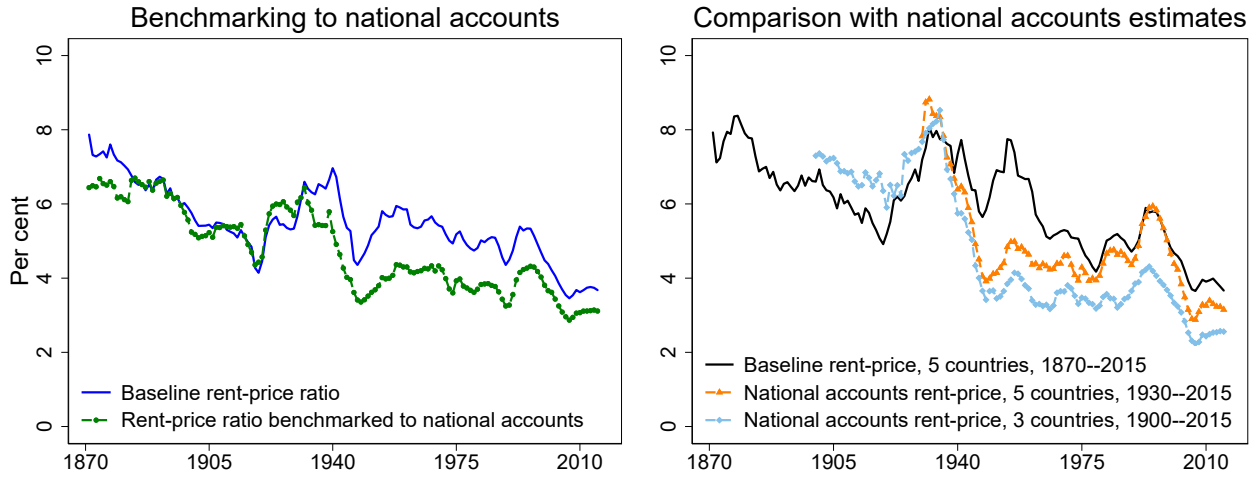 Benchmarking to national accounts
Per cent
10
8
6
4
2
0
Baseline rent-price ratio
Rent-price ratio benchmarked to national accounts
1870 1905 1940 1975 2010
Comparison with national accounts estimates
10
8
6
4
2
0
Baseline rent-price, 5 countries, 1870--2015
National accounts rent-price, 5 countries, 1930--2015
National accounts rent-price, 3 countries, 1900--2015
1870 1905 1940 1975 2010